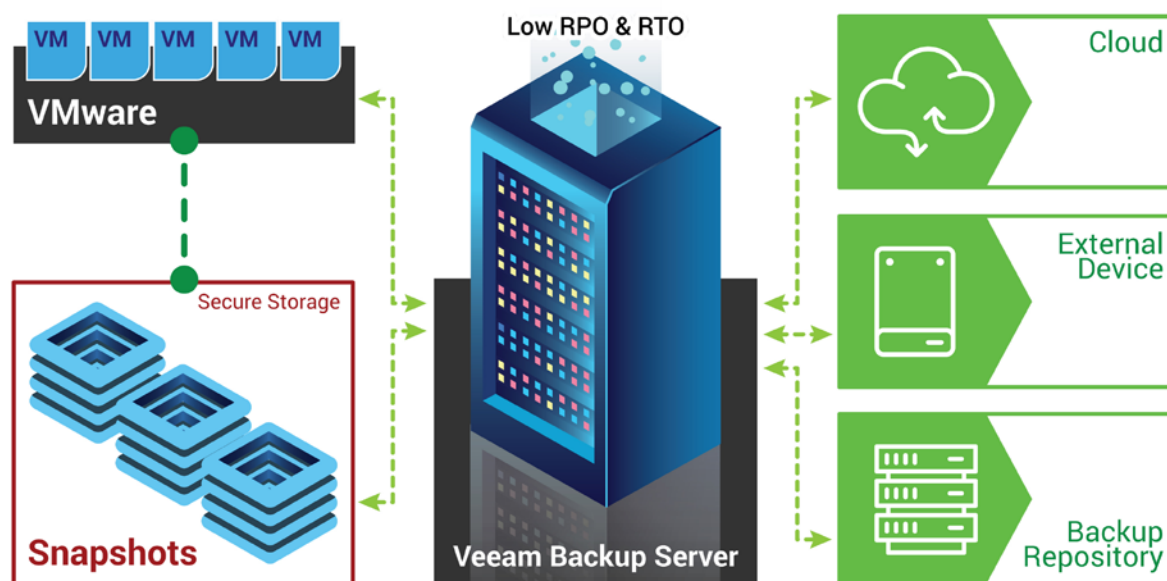 VM VM VM VM VM
VMware
Secure Storage
Snapshots
Low RPO & RTO
Veeam Backup Server
Cloud
External
Device
Backup
Repository